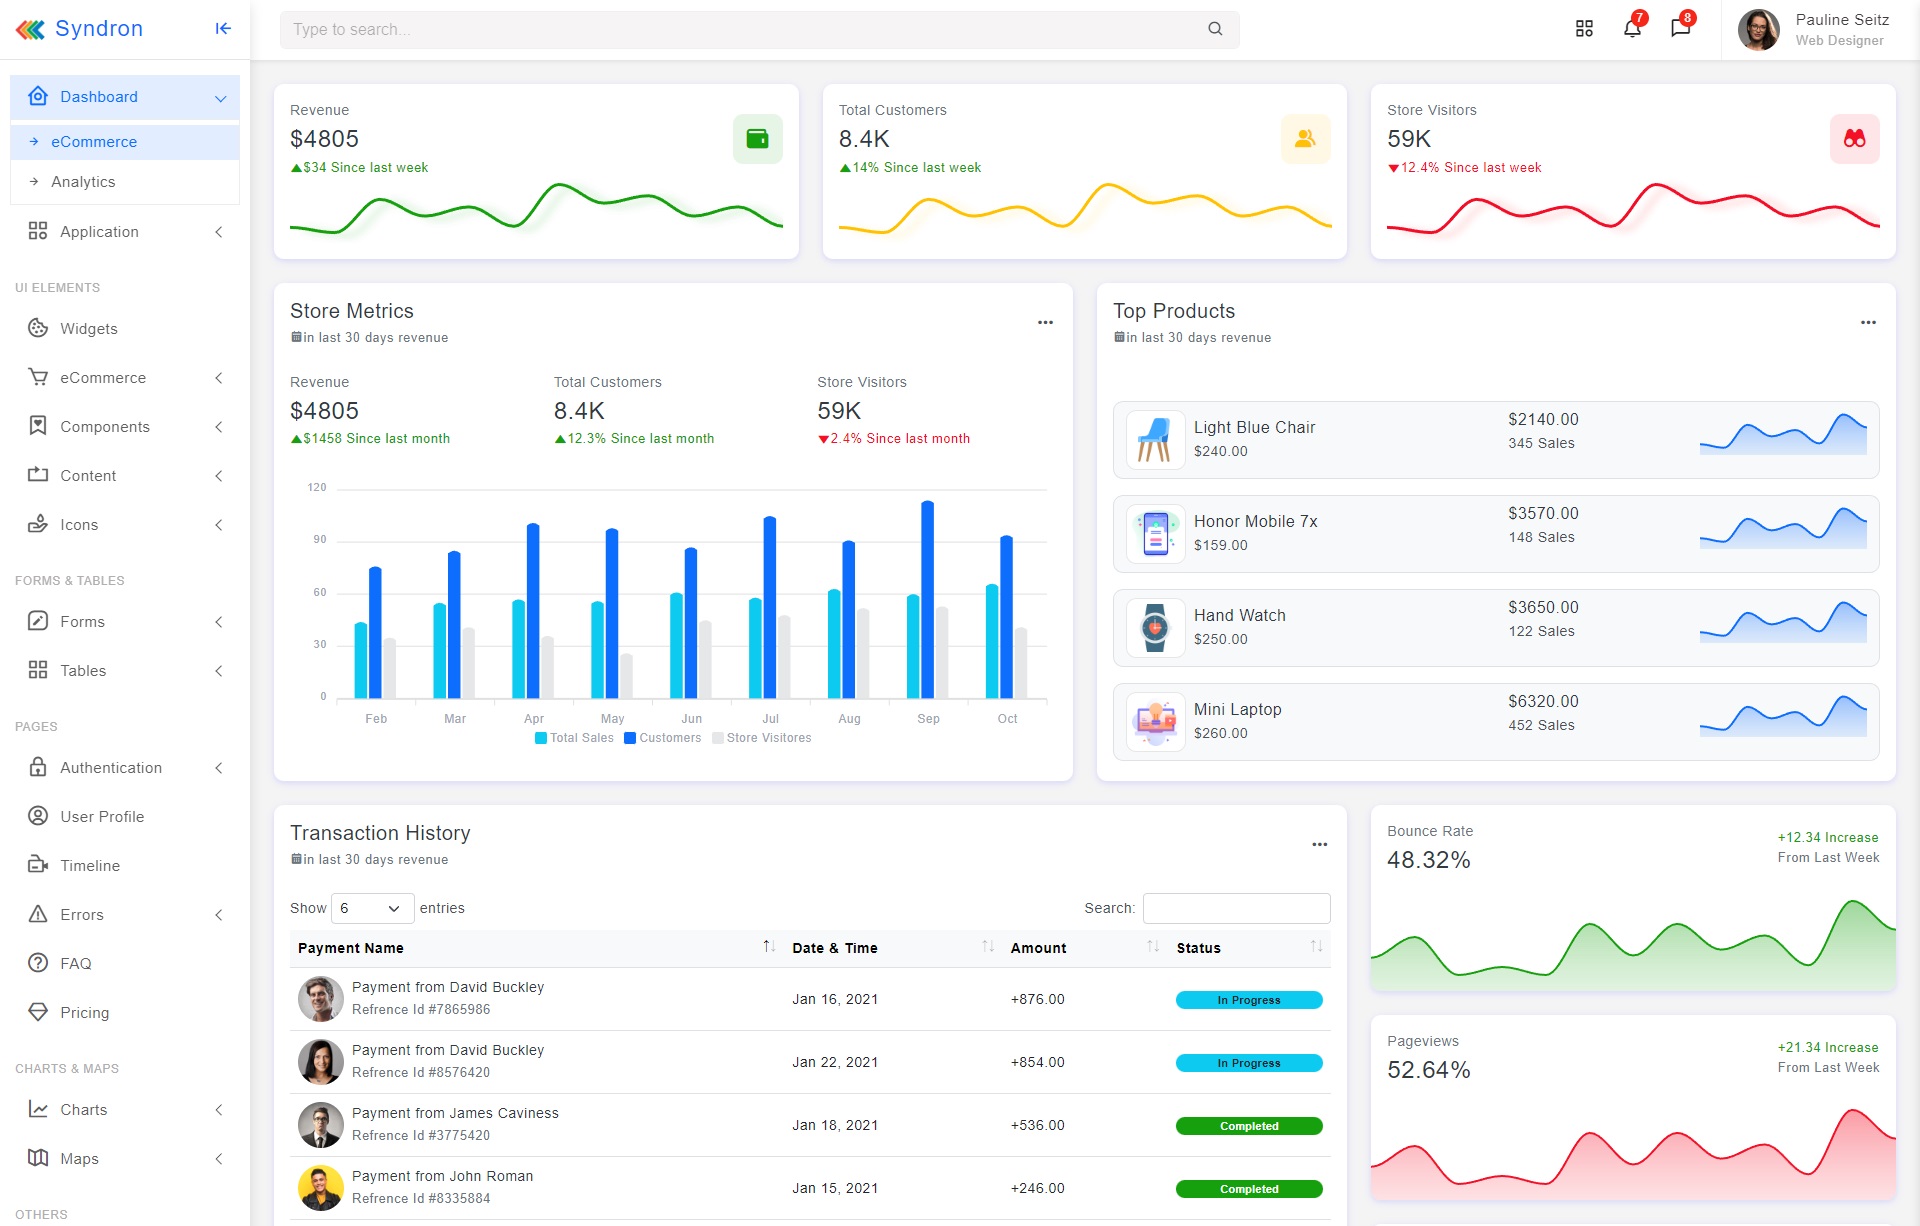 Syndron
Type to search...
7
8
Pauline Seitz
Web Designer
Dashboard
eCommerce
Analytics
Application
UI ELEMENTS
Widgets
eCommerce
Components
Content
Icons
FORMS & TABLES
Forms
Tables
PAGES
Authentication
User Profile
Timeline
Errors
FAQ
Pricing
CHARTS & MAPS
Charts
Maps
OTHERS
Revenue
$4805
$34 Since last week
Total Customers
8.4K
14% Since last week
Store Visitors
59K
12.4% Since last week
Store Metrics
in last 30 days revenue
Revenue
$4805
$1458 Since last month
Total Customers
8.4K
12.3% Since last month
Store Visitors
59K
2.4% Since last month
120
90
60
30
0
Feb Mar Apr May Jun Jul Aug Sep Oct
Total Sales Customers Store Visitores
Top Products
in last 30 days revenue
Light Blue Chair
$240.00
$2140.00
345 Sales
Honor Mobile 7x
$159.00
$3570.00
148 Sales
Hand Watch
$250.00
$3650.00
122 Sales
Mini Laptop
$260.00
$6320.00
452 Sales
Transaction History
in last 30 days revenue
Show 6 entries
Search:
Payment Name Date & Time Amount Status
Payment from David Buckley
Refrence Id #7865986
Jan 16, 2021 +876.00 In Progress
Payment from David Buckley
Refrence Id #8576420
Jan 22, 2021 +854.00 In Progress
Payment from James Caviness
Refrence Id #3775420
Jan 18, 2021 +536.00 Completed
Payment from John Roman
Refrence Id #8335884
Jan 15, 2021 +246.00 Completed
Bounce Rate
48.32%
+12.34 Increase
From Last Week
Pageviews
52.64%
+21.34 Increase
From Last Week